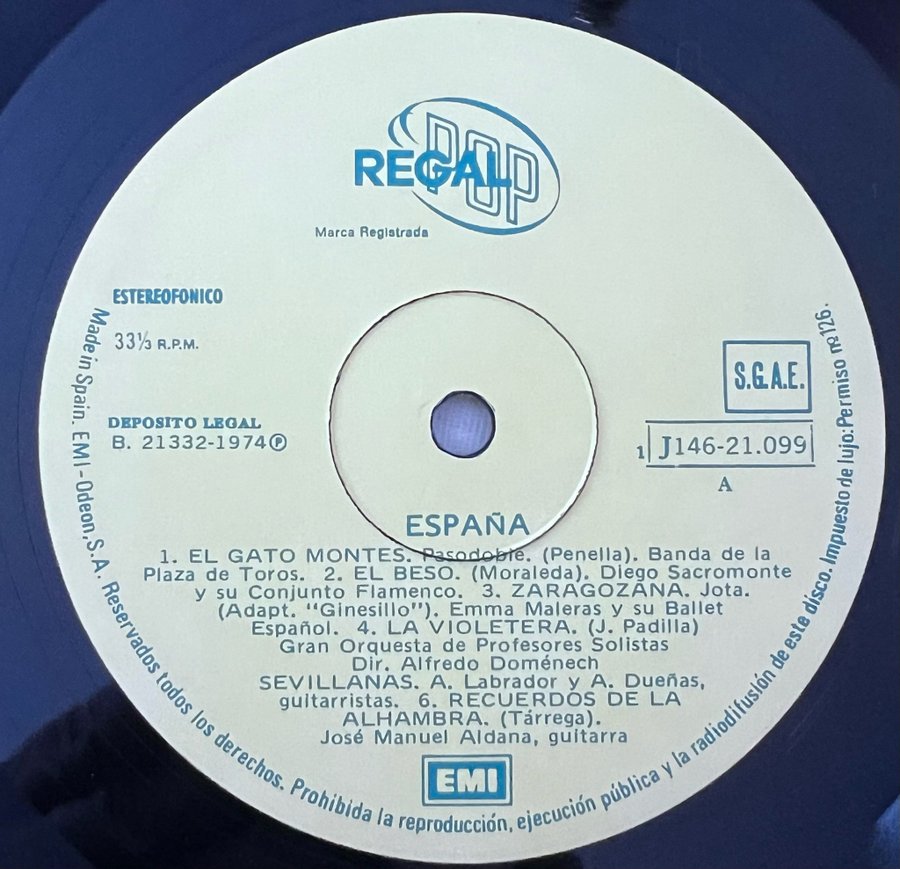 REGAL
POP
Marca Registrada
ESTEREOFONICO
33⅓ R.P.M.
DEPOSITO LEGAL
B. 21332-1974 Ⓟ
S.G.A.E.
1 J146-21.099
A
ESPAÑA
1. EL GATO MONTES. Pasodoble. (Penella). Banda de la
Plaza de Toros. 2. EL BESO. (Moraleda). Diego Sacromonte
y su Conjunto Flamenco. 3. ZARAGOZANA. Jota.
(Adapt. "Ginesillo"). Emma Maleras y su Ballet
Español. 4. LA VIOLETERA. (J. Padilla)
Gran Orquesta de Profesores Solistas
Dir. Alfredo Doménech
SEVILLANAS. A. Labrador y A. Dueñas,
guitarristas. 6. RECUERDOS DE LA
ALHAMBRA. (Tárrega).
José Manuel Aldana, guitarra
EMI
Made in Spain. EMI-Odeon, S.A. Reservados todos los derechos. Prohibida la reproducción, ejecución pública y la radiodifusión de este disco. Impuesto de lujo: Permiso nº 126.